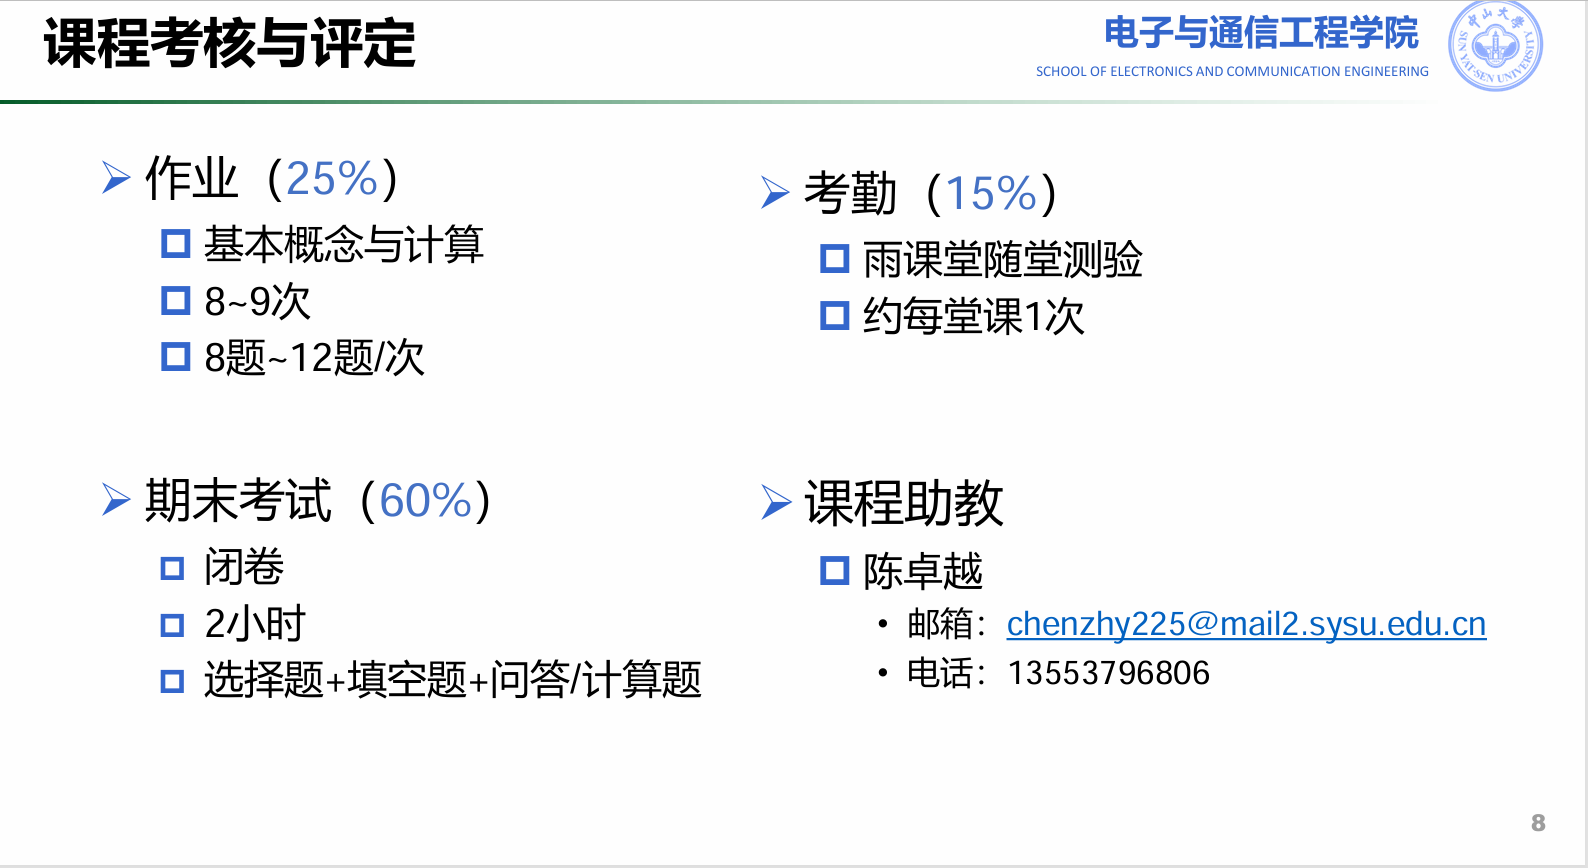 课程考核与评定
电子与通信工程学院
SCHOOL OF ELECTRONICS AND COMMUNICATION ENGINEERING
中山大学
SUN YAT-SEN UNIVERSITY
作业（25%）
基本概念与计算
8~9次
8题~12题/次
考勤（15%）
雨课堂随堂测验
约每堂课1次
期末考试（60%）
闭卷
2小时
选择题+填空题+问答/计算题
课程助教
陈卓越
• 邮箱：chenzhy225@mail2.sysu.edu.cn
• 电话：13553796806
8